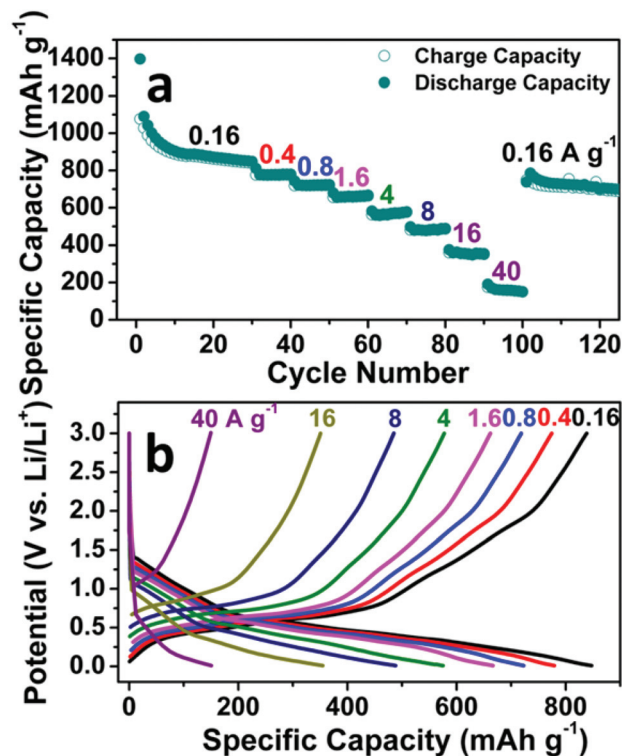 Specific Capacity (mAh g⁻¹)
1400
1200
1000
800
600
400
200
0
a
Charge Capacity
Discharge Capacity
0.16
0.4
0.8
1.6
4
8
16
40
0.16 A g⁻¹
0 20 40 60 80 100 120
Cycle Number
Potential (V vs. Li/Li⁺)
3.0
2.5
2.0
1.5
1.0
0.5
0.0
b
40 A g⁻¹ 16 8 4 1.6 0.8 0.4 0.16
0 200 400 600 800
Specific Capacity (mAh g⁻¹)